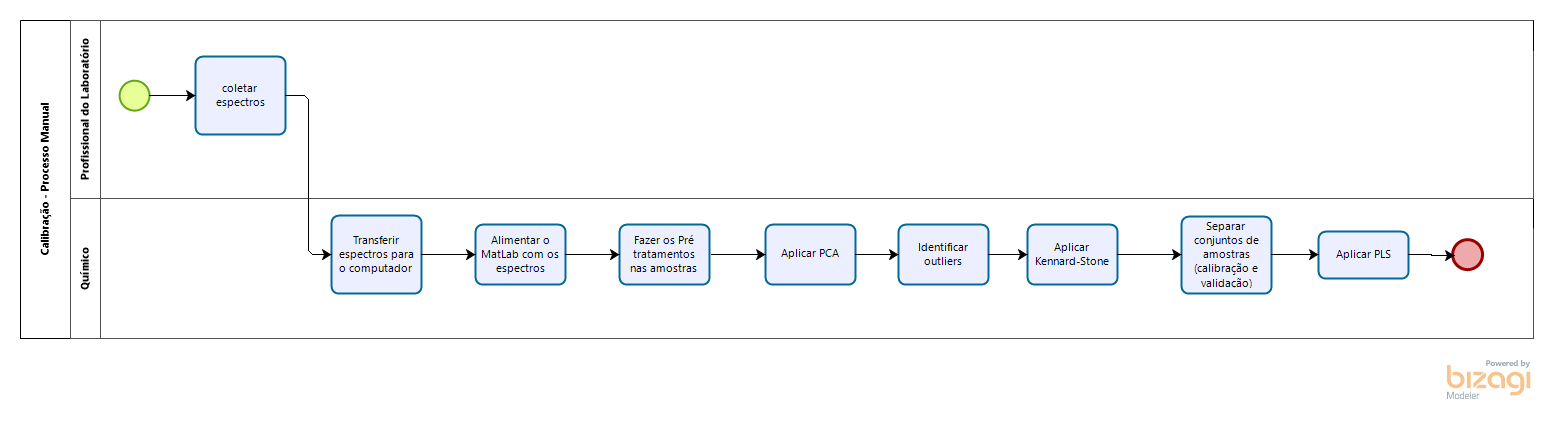 Calibração - Processo Manual
Profissional do Laboratório
coletar
espectros
Químico
Transferir
espectros para
o computador
Alimentar o
MatLab com os
espectros
Fazer os Pré
tratamentos
nas amostras
Aplicar PCA
Identificar
outliers
Aplicar
Kennard-Stone
Separar
conjuntos de
amostras
(calibração e
validação)
Aplicar PLS
Powered by
bizagi
Modeler